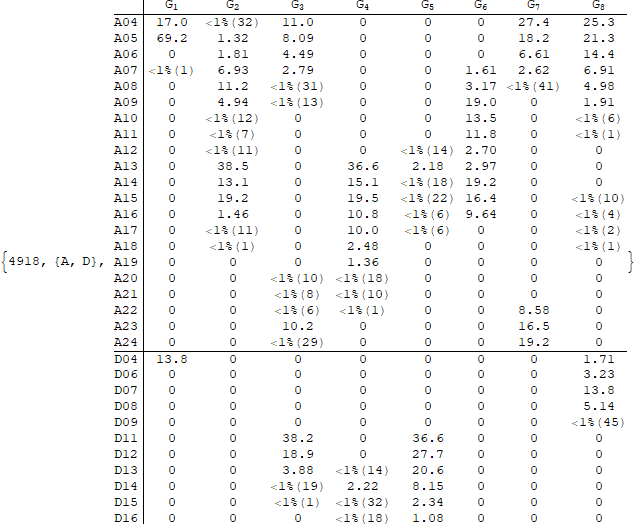 G1 G2 G3 G4 G5 G6 G7 G8
A04 17.0 <1%(32) 11.0 0 0 0 27.4 25.3
A05 69.2 1.32 8.09 0 0 0 18.2 21.3
A06 0 1.81 4.49 0 0 0 6.61 14.4
A07 <1%(1) 6.93 2.79 0 0 1.61 2.62 6.91
A08 0 11.2 <1%(31) 0 0 3.17 <1%(41) 4.98
A09 0 4.94 <1%(13) 0 0 19.0 0 1.91
A10 0 <1%(12) 0 0 0 13.5 0 <1%(6)
A11 0 <1%(7) 0 0 0 11.8 0 <1%(1)
A12 0 <1%(11) 0 0 <1%(14) 2.70 0 0
A13 0 38.5 0 36.6 2.18 2.97 0 0
A14 0 13.1 0 15.1 <1%(18) 19.2 0 0
A15 0 19.2 0 19.5 <1%(22) 16.4 0 <1%(10)
A16 0 1.46 0 10.8 <1%(6) 9.64 0 <1%(4)
A17 0 <1%(11) 0 10.0 <1%(6) 0 0 <1%(2)
A18 0 <1%(1) 0 2.48 0 0 0 <1%(1)
{4918, {A, D}, A19 0 0 0 1.36 0 0 0 0 }
A20 0 0 <1%(10) <1%(18) 0 0 0 0
A21 0 0 <1%(8) <1%(10) 0 0 0 0
A22 0 0 <1%(6) <1%(1) 0 0 8.58 0
A23 0 0 10.2 0 0 0 16.5 0
A24 0 0 <1%(29) 0 0 0 19.2 0
D04 13.8 0 0 0 0 0 0 1.71
D06 0 0 0 0 0 0 0 3.23
D07 0 0 0 0 0 0 0 13.8
D08 0 0 0 0 0 0 0 5.14
D09 0 0 0 0 0 0 0 <1%(45)
D11 0 0 38.2 0 36.6 0 0 0
D12 0 0 18.9 0 27.7 0 0 0
D13 0 0 3.88 <1%(14) 20.6 0 0 0
D14 0 0 <1%(19) 2.22 8.15 0 0 0
D15 0 0 <1%(1) <1%(32) 2.34 0 0 0
D16 0 0 0 <1%(18) 1.08 0 0 0